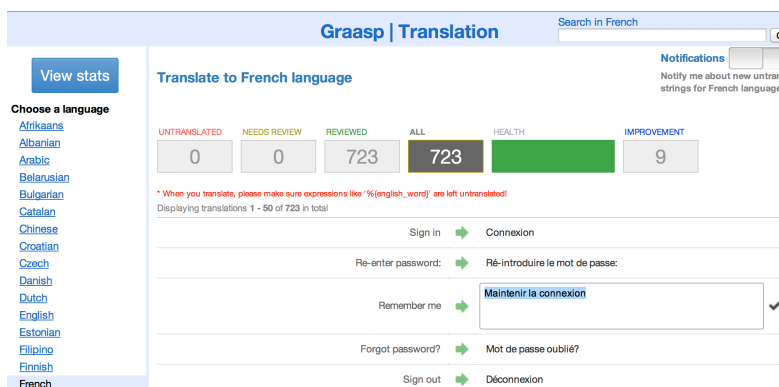 Graasp | Translation
Search in French
View stats
Translate to French language
Notifications
Notify me about new
strings for French language
Choose a language
Afrikaans
Albanian
Arabic
Belarusian
Bulgarian
Catalan
Chinese
Croatian
Czech
Danish
Dutch
English
Estonian
Filipino
Finnish
French
UNTRANSLATED NEEDS REVIEW REVIEWED ALL HEALTH IMPROVEMENT
0 0 723 723 9
* When you translate, please make sure expressions like '%{english_word}' are left untranslated!
Displaying translations 1 - 50 of 723 in total
Sign in Connexion
Re-enter password: Ré-introduire le mot de passe:
Remember me Maintenir la connexion
Forgot password? Mot de passe oublié?
Sign out Déconnexion